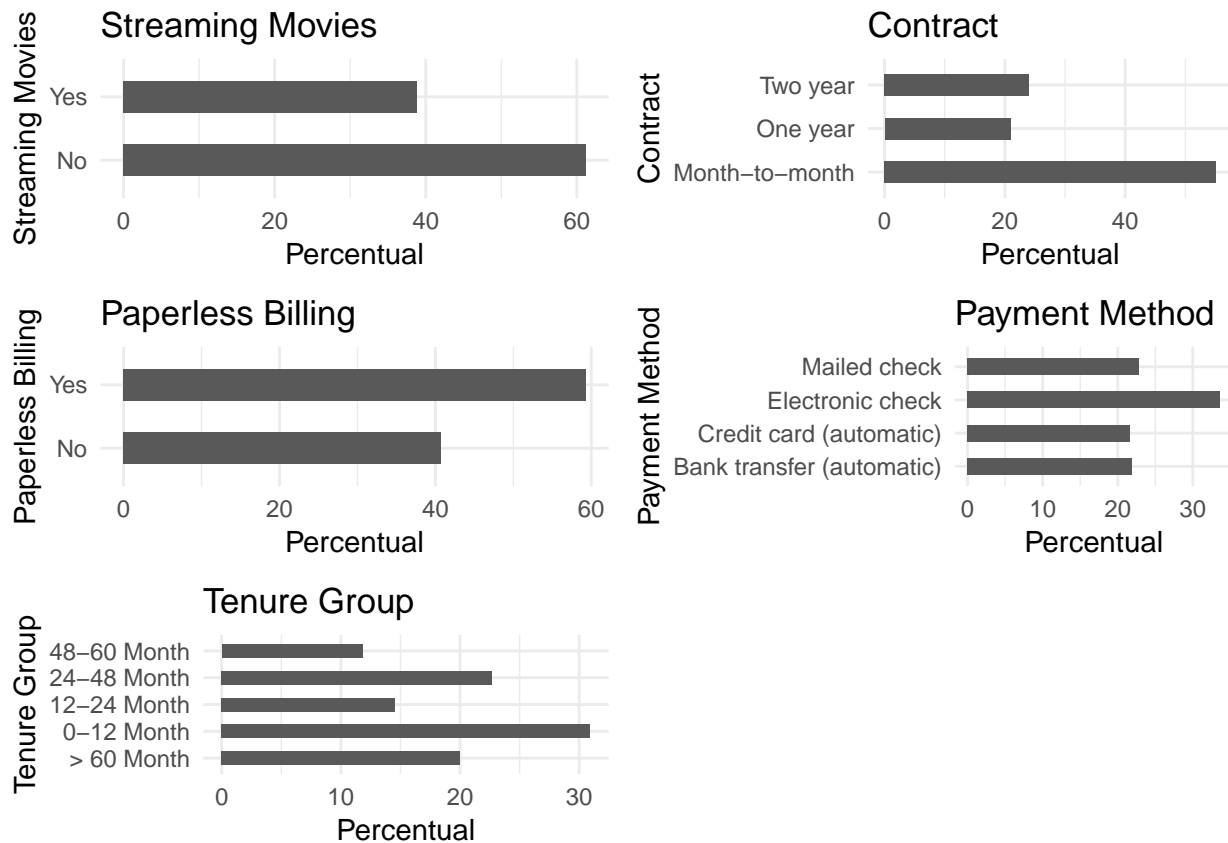 Streaming Movies
Streaming Movies
Yes
No
0 20 40 60
Percentual
Contract
Contract
Two year
One year
Month−to−month
0 20 40
Percentual
Paperless Billing
Paperless Billing
Yes
No
0 20 40 60
Percentual
Payment Method
Payment Method
Mailed check
Electronic check
Credit card (automatic)
Bank transfer (automatic)
0 10 20 30
Percentual
Tenure Group
Tenure Group
48−60 Month
24−48 Month
12−24 Month
0−12 Month
> 60 Month
0 10 20 30
Percentual